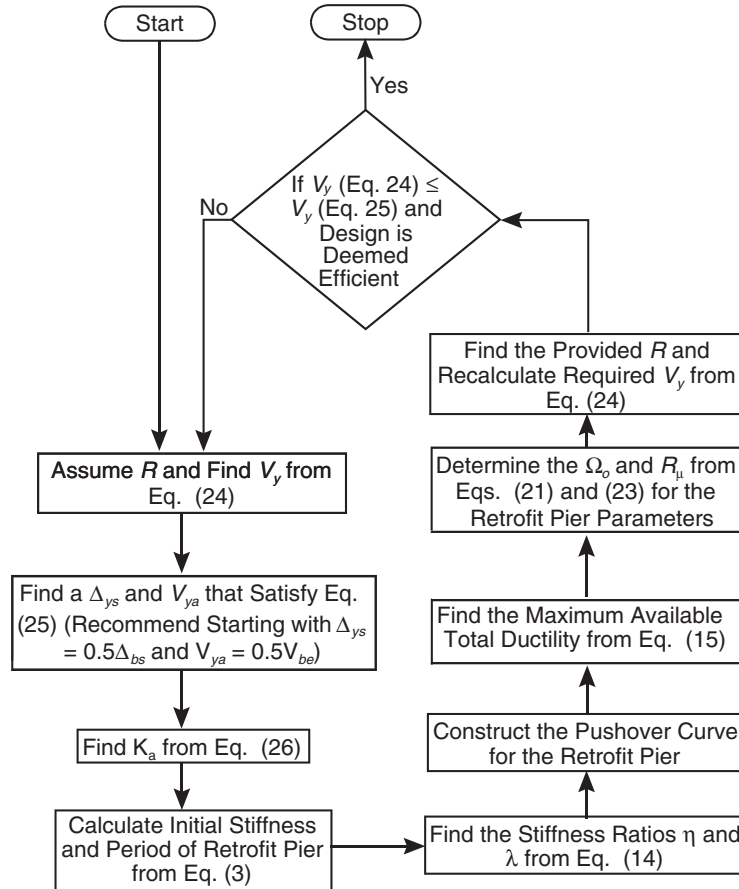 Start
Stop
Yes
No
If V_y (Eq. 24) ≤
V_y (Eq. 25) and
Design is
Deemed
Efficient
Assume R and Find V_y from
Eq. (24)
Find a Δ_ys and V_ya that Satisfy Eq.
(25) (Recommend Starting with Δ_ys
= 0.5Δ_bs and V_ya = 0.5V_be)
Find K_a from Eq. (26)
Calculate Initial Stiffness
and Period of Retrofit Pier
from Eq. (3)
Find the Stiffness Ratios η and
λ from Eq. (14)
Construct the Pushover Curve
for the Retrofit Pier
Find the Maximum Available
Total Ductility from Eq. (15)
Determine the Ω_o and R_μ from
Eqs. (21) and (23) for the
Retrofit Pier Parameters
Find the Provided R and
Recalculate Required V_y from
Eq. (24)